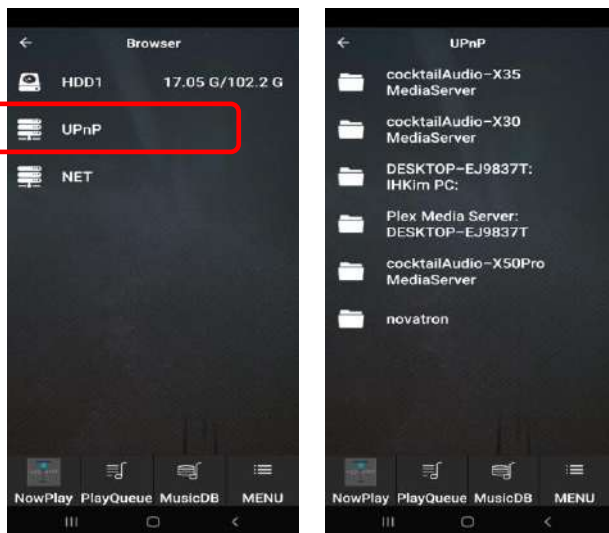 Browser
HDD1 17.05 G/102.2 G
UPnP
NET
NowPlay PlayQueue MusicDB MENU
UPnP
cocktailAudio-X35
MediaServer
cocktailAudio-X30
MediaServer
DESKTOP-EJ9837T:
IHKim PC:
Plex Media Server:
DESKTOP-EJ9837T
cocktailAudio-X50Pro
MediaServer
novatron
NowPlay PlayQueue MusicDB MENU